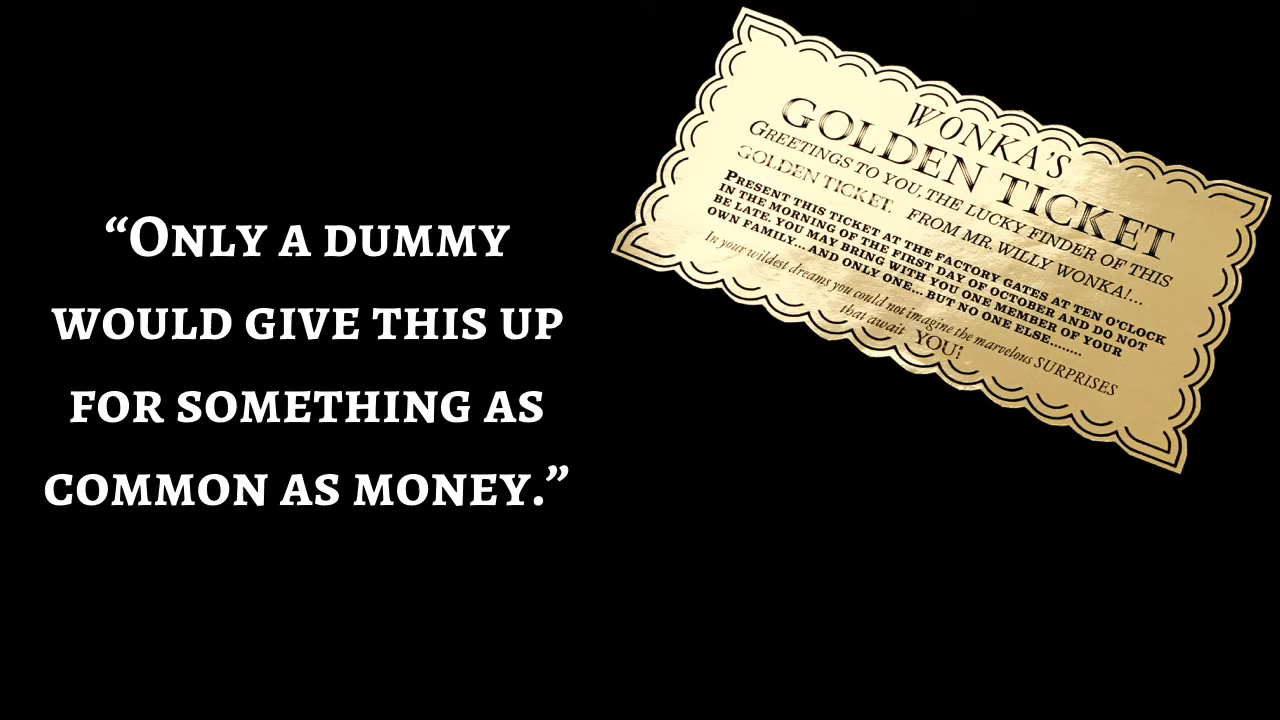 “Only a dummy
would give this up
for something as
common as money.”
WONKA'S
GOLDEN TICKET
GREETINGS TO YOU, THE LUCKY FINDER OF THIS
GOLDEN TICKET, FROM MR. WILLY WONKA!...
PRESENT THIS TICKET AT THE FACTORY GATES AT TEN O'CLOCK
IN THE MORNING OF THE FIRST DAY OF OCTOBER AND DO NOT
BE LATE. YOU MAY BRING WITH YOU ONE MEMBER OF YOUR
OWN FAMILY...AND ONLY ONE... BUT NO ONE ELSE........
In your wildest dreams you could not imagine the marvelous SURPRISES
that await YOU!